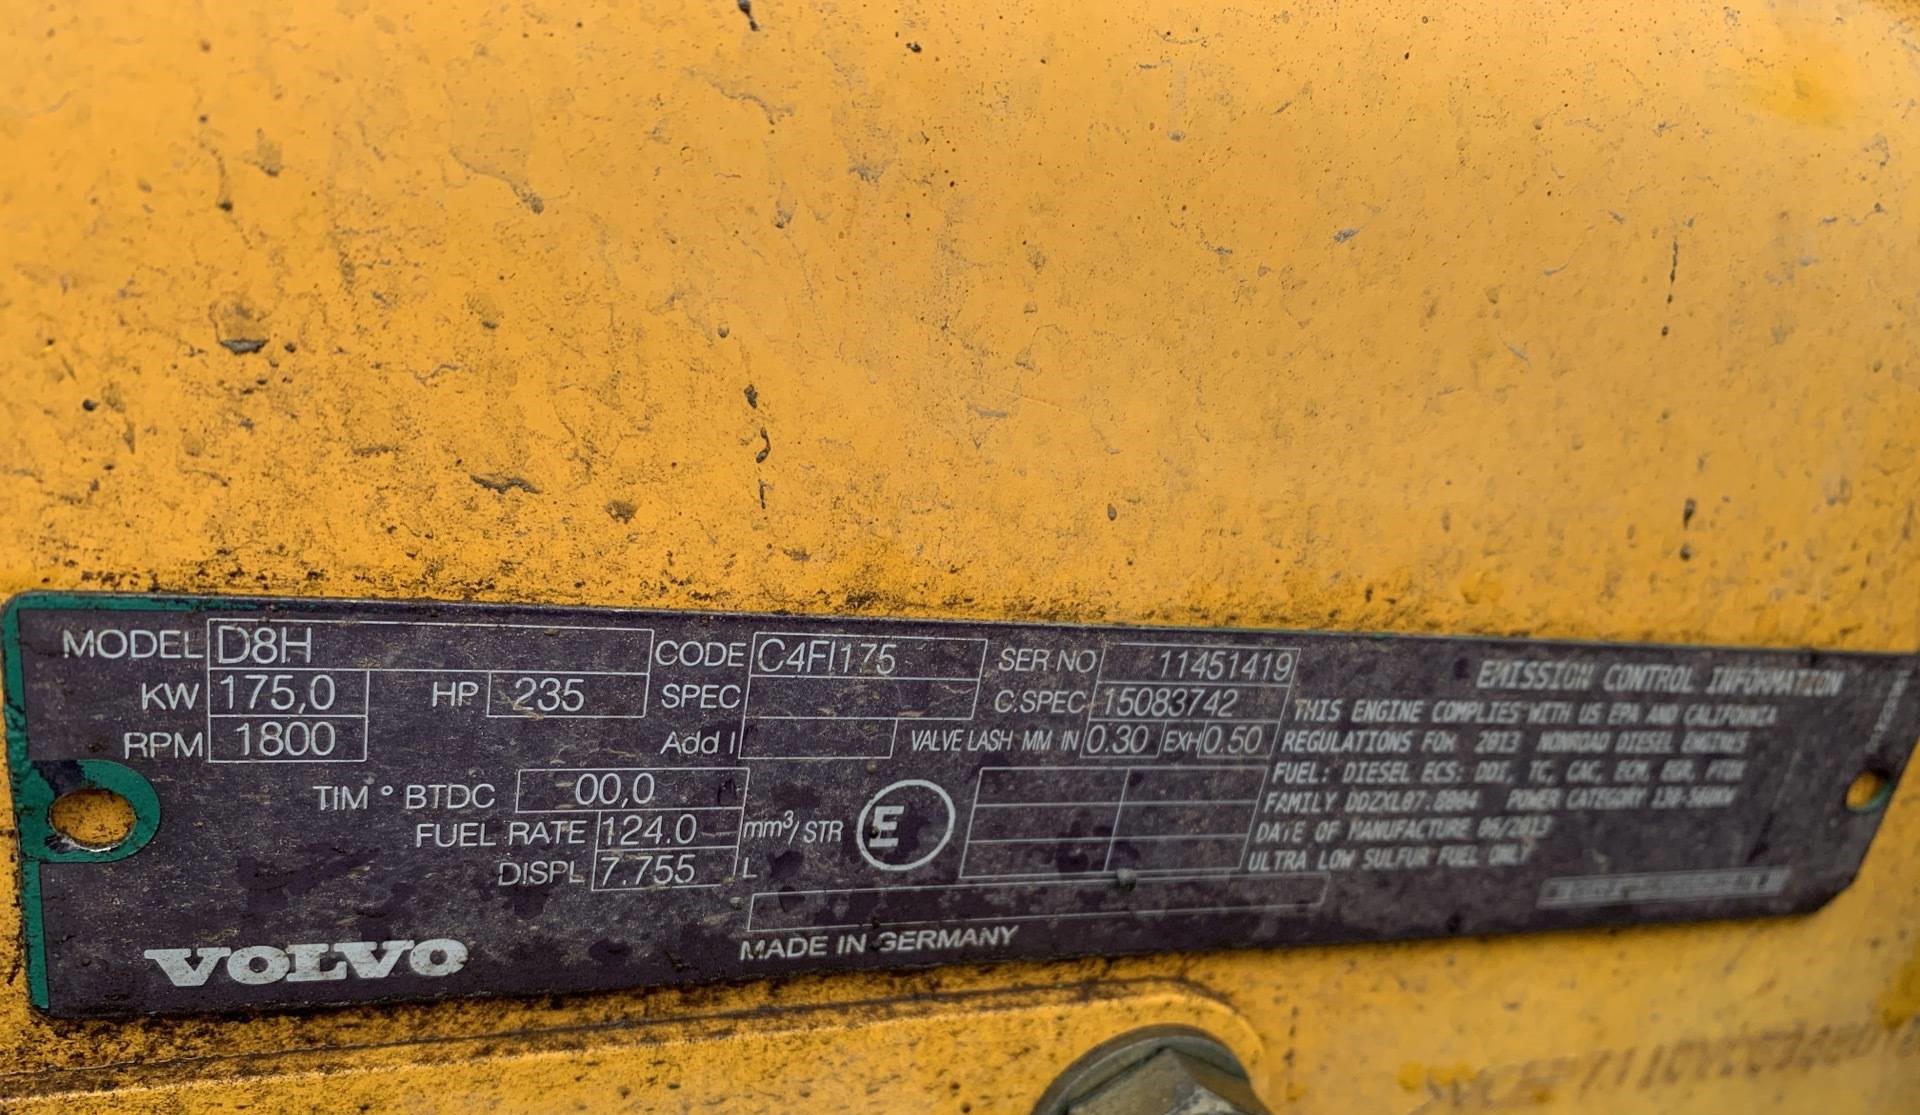 MODEL D8H
KW 175,0 HP 235
RPM 1800
CODE C4FI175
SPEC
Add I
SER NO 11451419
C.SPEC 15083742
VALVE LASH MM IN 0.30 EXH 0.50
TIM ° BTDC 00,0
FUEL RATE 124.0 mm³/STR
DISPL 7.755 L
E
VOLVO
MADE IN GERMANY
EMISSION CONTROL INFORMATION
THIS ENGINE COMPLIES WITH US EPA AND CALIFORNIA
REGULATIONS FOR 2013 NONROAD DIESEL ENGINES
FUEL: DIESEL ECS: DDI, TC, CAC, ECM, EGR, PTOX
FAMILY DDZXL07.8004 POWER CATEGORY 130-560KW
DATE OF MANUFACTURE 06/2013
ULTRA LOW SULFUR FUEL ONLY